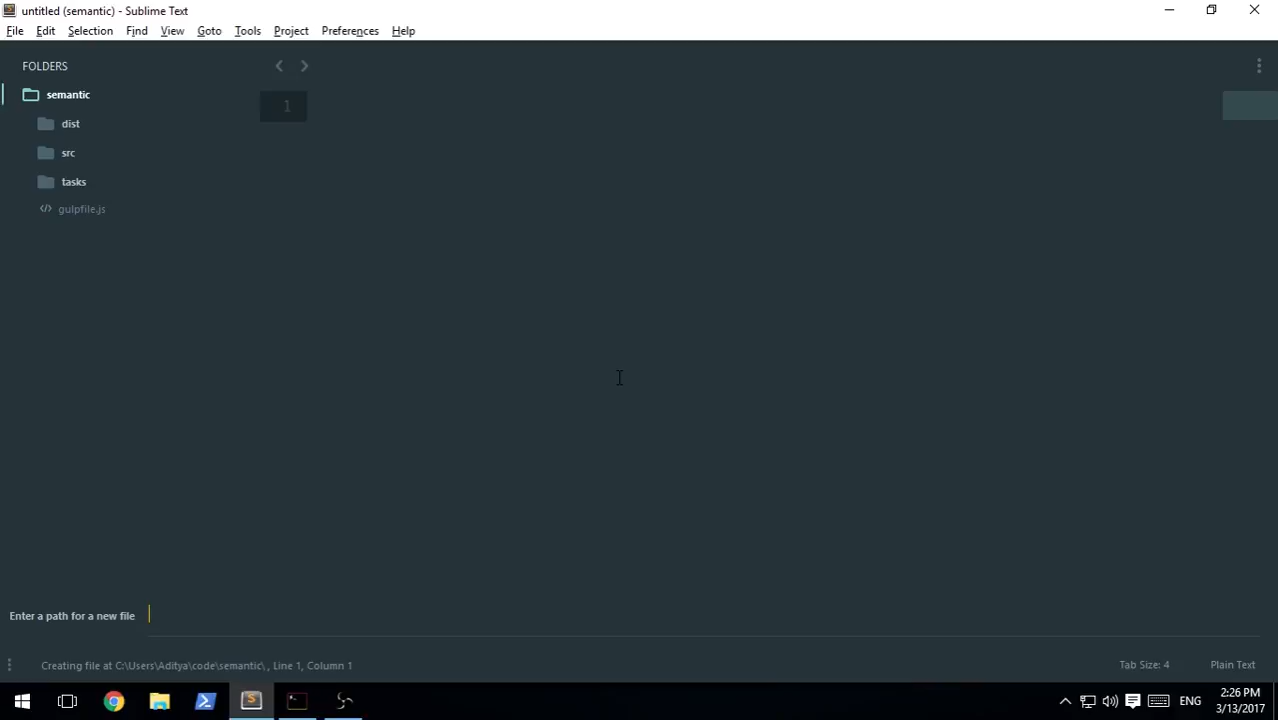 untitled (semantic) - Sublime Text
File Edit Selection Find View Goto Tools Project Preferences Help
FOLDERS
semantic
1
dist
src
tasks
gulpfile.js
Enter a path for a new file
Creating file at C:\Users\Aditya\code\semantic\ , Line 1, Column 1
Tab Size: 4
Plain Text
ENG
2:26 PM
3/13/2017